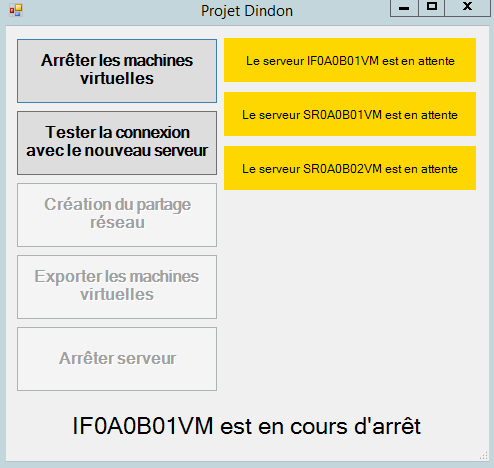 Projet Dindon
Arrêter les machines
virtuelles
Tester la connexion
avec le nouveau serveur
Création du partage
réseau
Exporter les machines
virtuelles
Arrêter serveur
Le serveur IF0A0B01VM est en attente
Le serveur SR0A0B01VM est en attente
Le serveur SR0A0B02VM est en attente
IF0A0B01VM est en cours d'arrêt